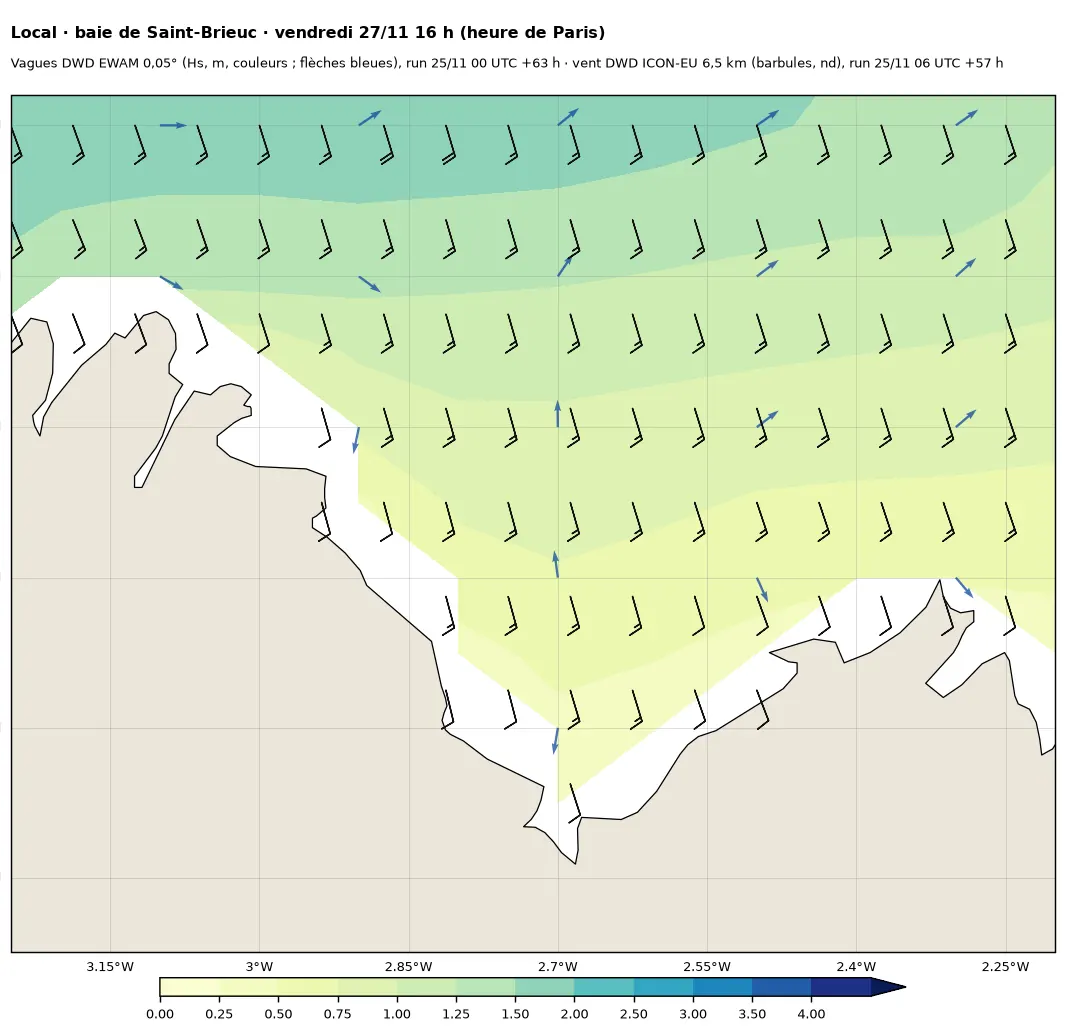 Local · baie de Saint-Brieuc · vendredi 27/11 16 h (heure de Paris)
Vagues DWD EWAM 0,05° (Hs, m, couleurs ; flèches bleues), run 25/11 00 UTC +63 h · vent DWD ICON-EU 6,5 km (barbules, nd), run 25/11 06 UTC +57 h
3.15°W 3°W 2.85°W 2.7°W 2.55°W 2.4°W 2.25°W
0.00 0.25 0.50 0.75 1.00 1.25 1.50 2.00 2.50 3.00 3.50 4.00